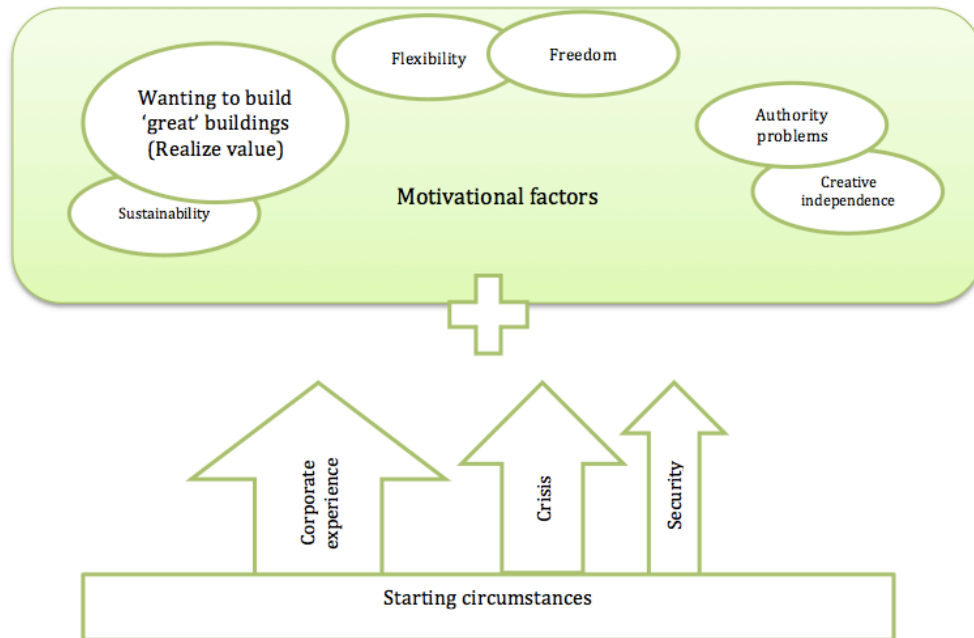 Flexibility
Freedom
Wanting to build
‘great’ buildings
(Realize value)
Authority
problems
Sustainability
Creative
independence
Motivational factors
Corporate
experience
Crisis
Security
Starting circumstances